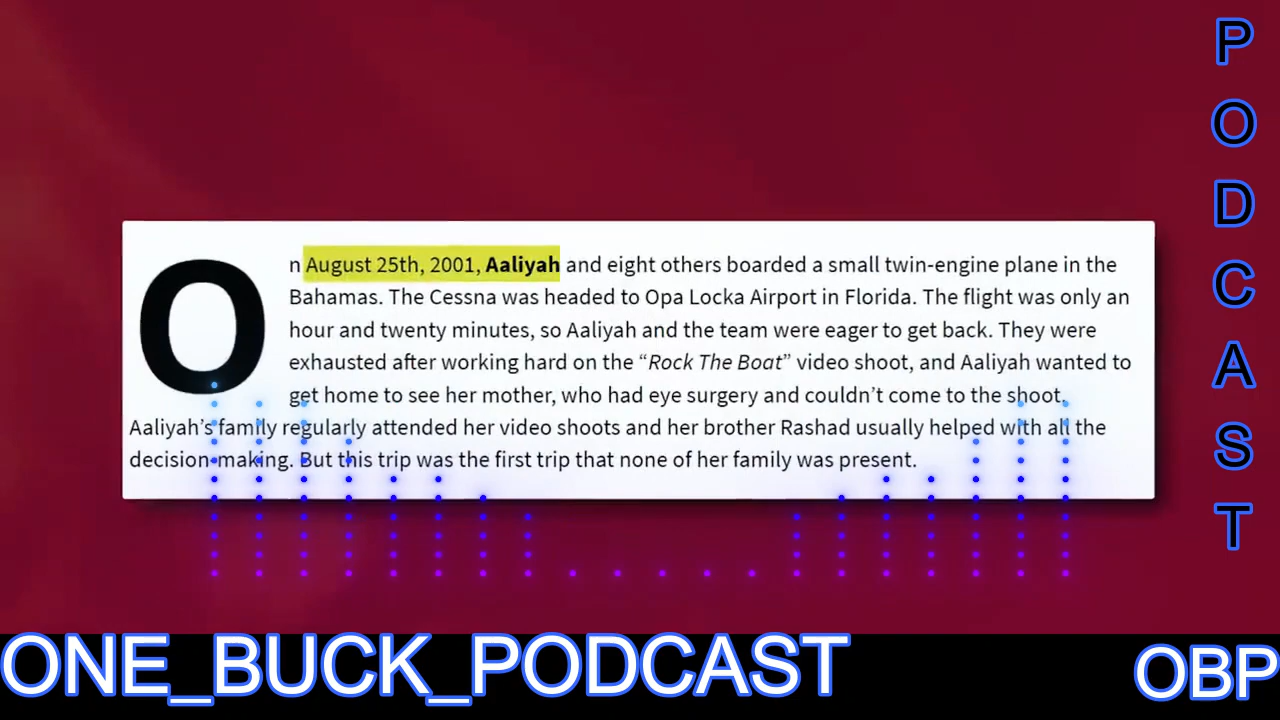 On August 25th, 2001, Aaliyah and eight others boarded a small twin-engine plane in the
Bahamas. The Cessna was headed to Opa Locka Airport in Florida. The flight was only an
hour and twenty minutes, so Aaliyah and the team were eager to get back. They were
exhausted after working hard on the “Rock The Boat” video shoot, and Aaliyah wanted to
get home to see her mother, who had eye surgery and couldn’t come to the shoot.
Aaliyah’s family regularly attended her video shoots and her brother Rashad usually helped with all the
decision-making. But this trip was the first trip that none of her family was present.
PODCAST
ONE_BUCK_PODCAST
OBP